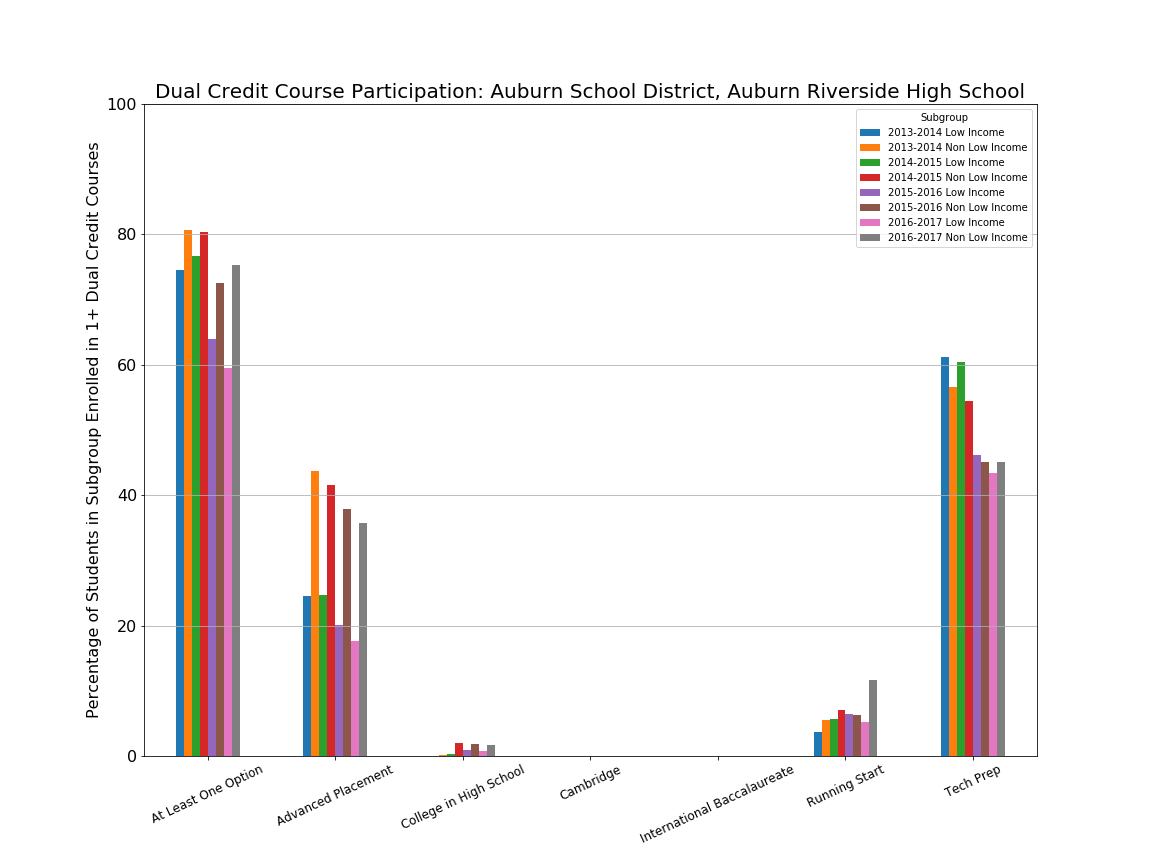 Dual Credit Course Participation: Auburn School District, Auburn Riverside High School
Percentage of Students in Subgroup Enrolled in 1+ Dual Credit Courses
100
80
60
40
20
0
Subgroup
2013-2014 Low Income
2013-2014 Non Low Income
2014-2015 Low Income
2014-2015 Non Low Income
2015-2016 Low Income
2015-2016 Non Low Income
2016-2017 Low Income
2016-2017 Non Low Income
At Least One Option
Advanced Placement
College in High School
Cambridge
International Baccalaureate
Running Start
Tech Prep